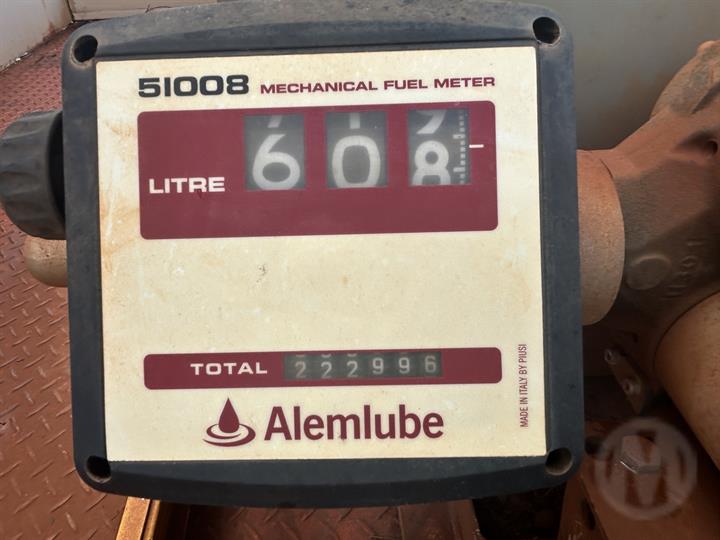 51008 MECHANICAL FUEL METER
LITRE 608
TOTAL 222996
Alemlube
MADE IN ITALY BY PIUSI
M